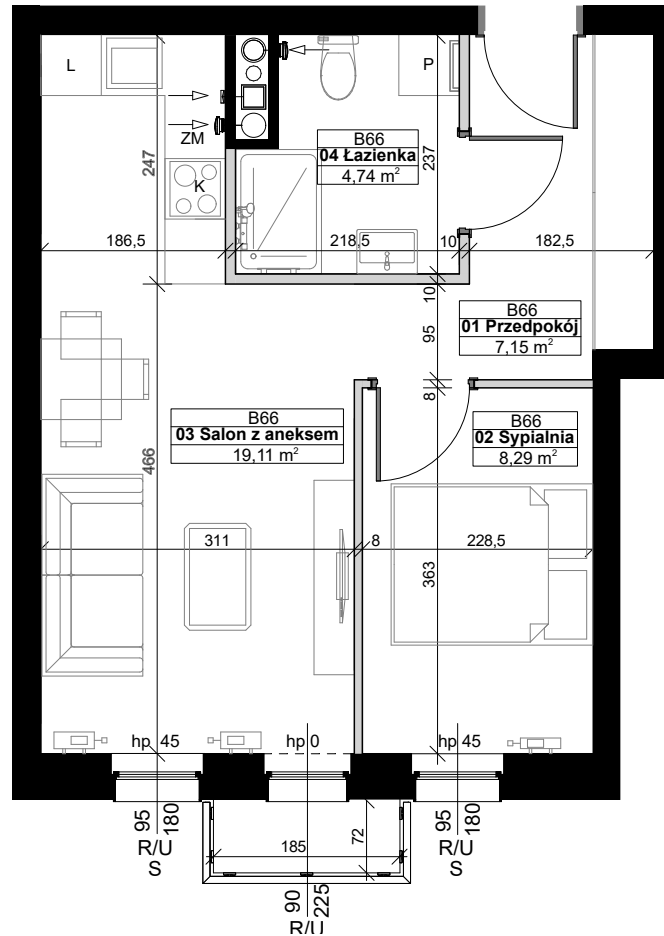 L
P
ZM
K
B66
04 Łazienka
4,74 m²
247
237
186,5
218,5
10
182,5
10
95
8
B66
01 Przedpokój
7,15 m²
B66
03 Salon z aneksem
19,11 m²
B66
02 Sypialnia
8,29 m²
466
311
8
228,5
363
hp 45
hp 0
hp 45
95
180
R/U
S
185
72
95
180
R/U
S
90
225
R/U